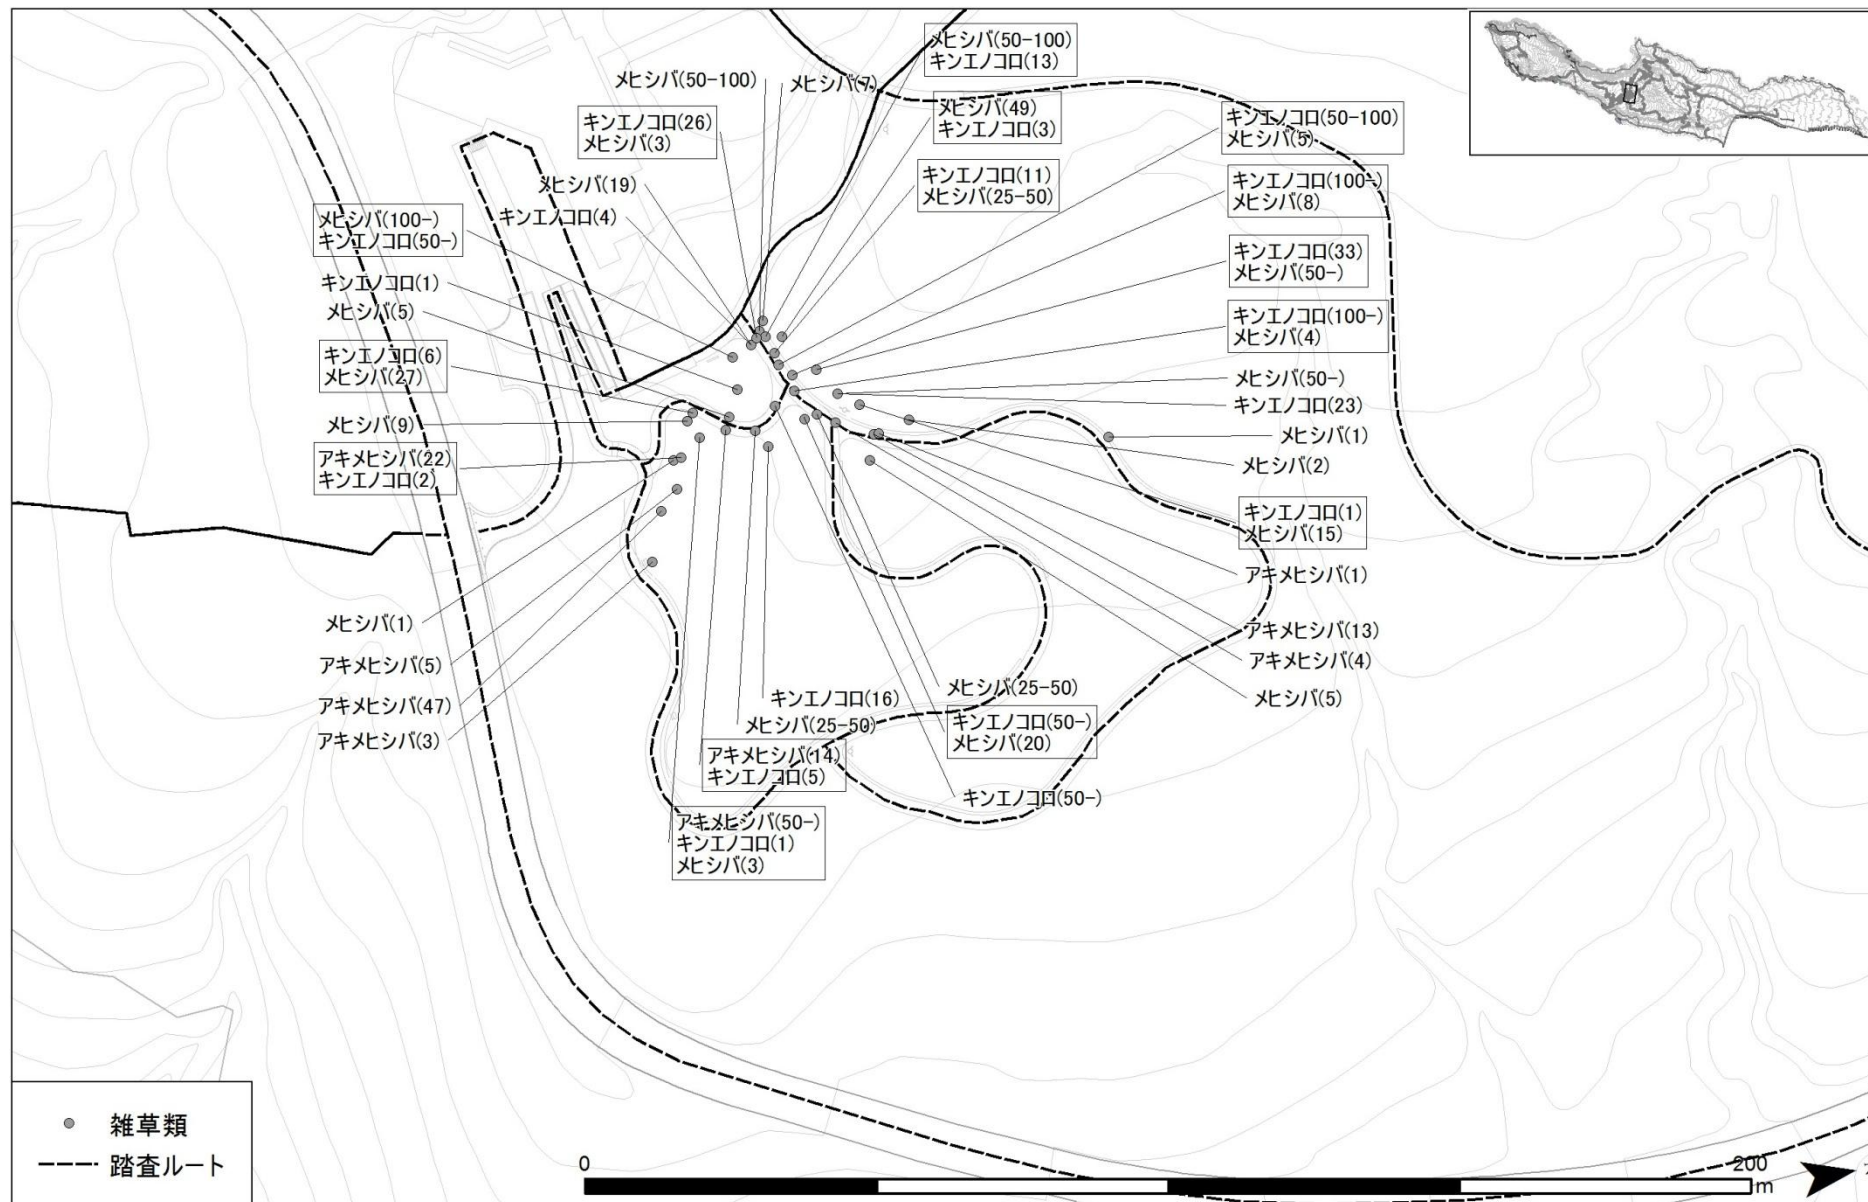 メヒシバ(50-100)
キンエノコロ(13)
メヒシバ(50-100)
メヒシバ(7)
メヒシバ(49)
キンエノコロ(3)
キンエノコロ(26)
メヒシバ(3)
キンエノコロ(50-100)
メヒシバ(5)
キンエノコロ(11)
メヒシバ(25-50)
メヒシバ(19)
キンエノコロ(4)
キンエノコロ(100-)
メヒシバ(8)
メヒシバ(100-)
キンエノコロ(50-)
キンエノコロ(33)
メヒシバ(50-)
キンエノコロ(1)
メヒシバ(5)
キンエノコロ(100-)
メヒシバ(4)
キンエノコロ(6)
メヒシバ(27)
メヒシバ(50-)
キンエノコロ(23)
メヒシバ(9)
メヒシバ(1)
アキメヒシバ(22)
キンエノコロ(2)
メヒシバ(2)
キンエノコロ(1)
メヒシバ(15)
アキメヒシバ(1)
メヒシバ(1)
アキメヒシバ(13)
アキメヒシバ(5)
アキメヒシバ(4)
メヒシバ(25-50)
キンエノコロ(16)
メヒシバ(5)
アキメヒシバ(47)
メヒシバ(25-50)
キンエノコロ(50-)
メヒシバ(20)
アキメヒシバ(3)
アキメヒシバ(14)
キンエノコロ(5)
キンエノコロ(50-)
アキメヒシバ(50-)
キンエノコロ(1)
メヒシバ(3)
雑草類
踏査ルート
0
200
m